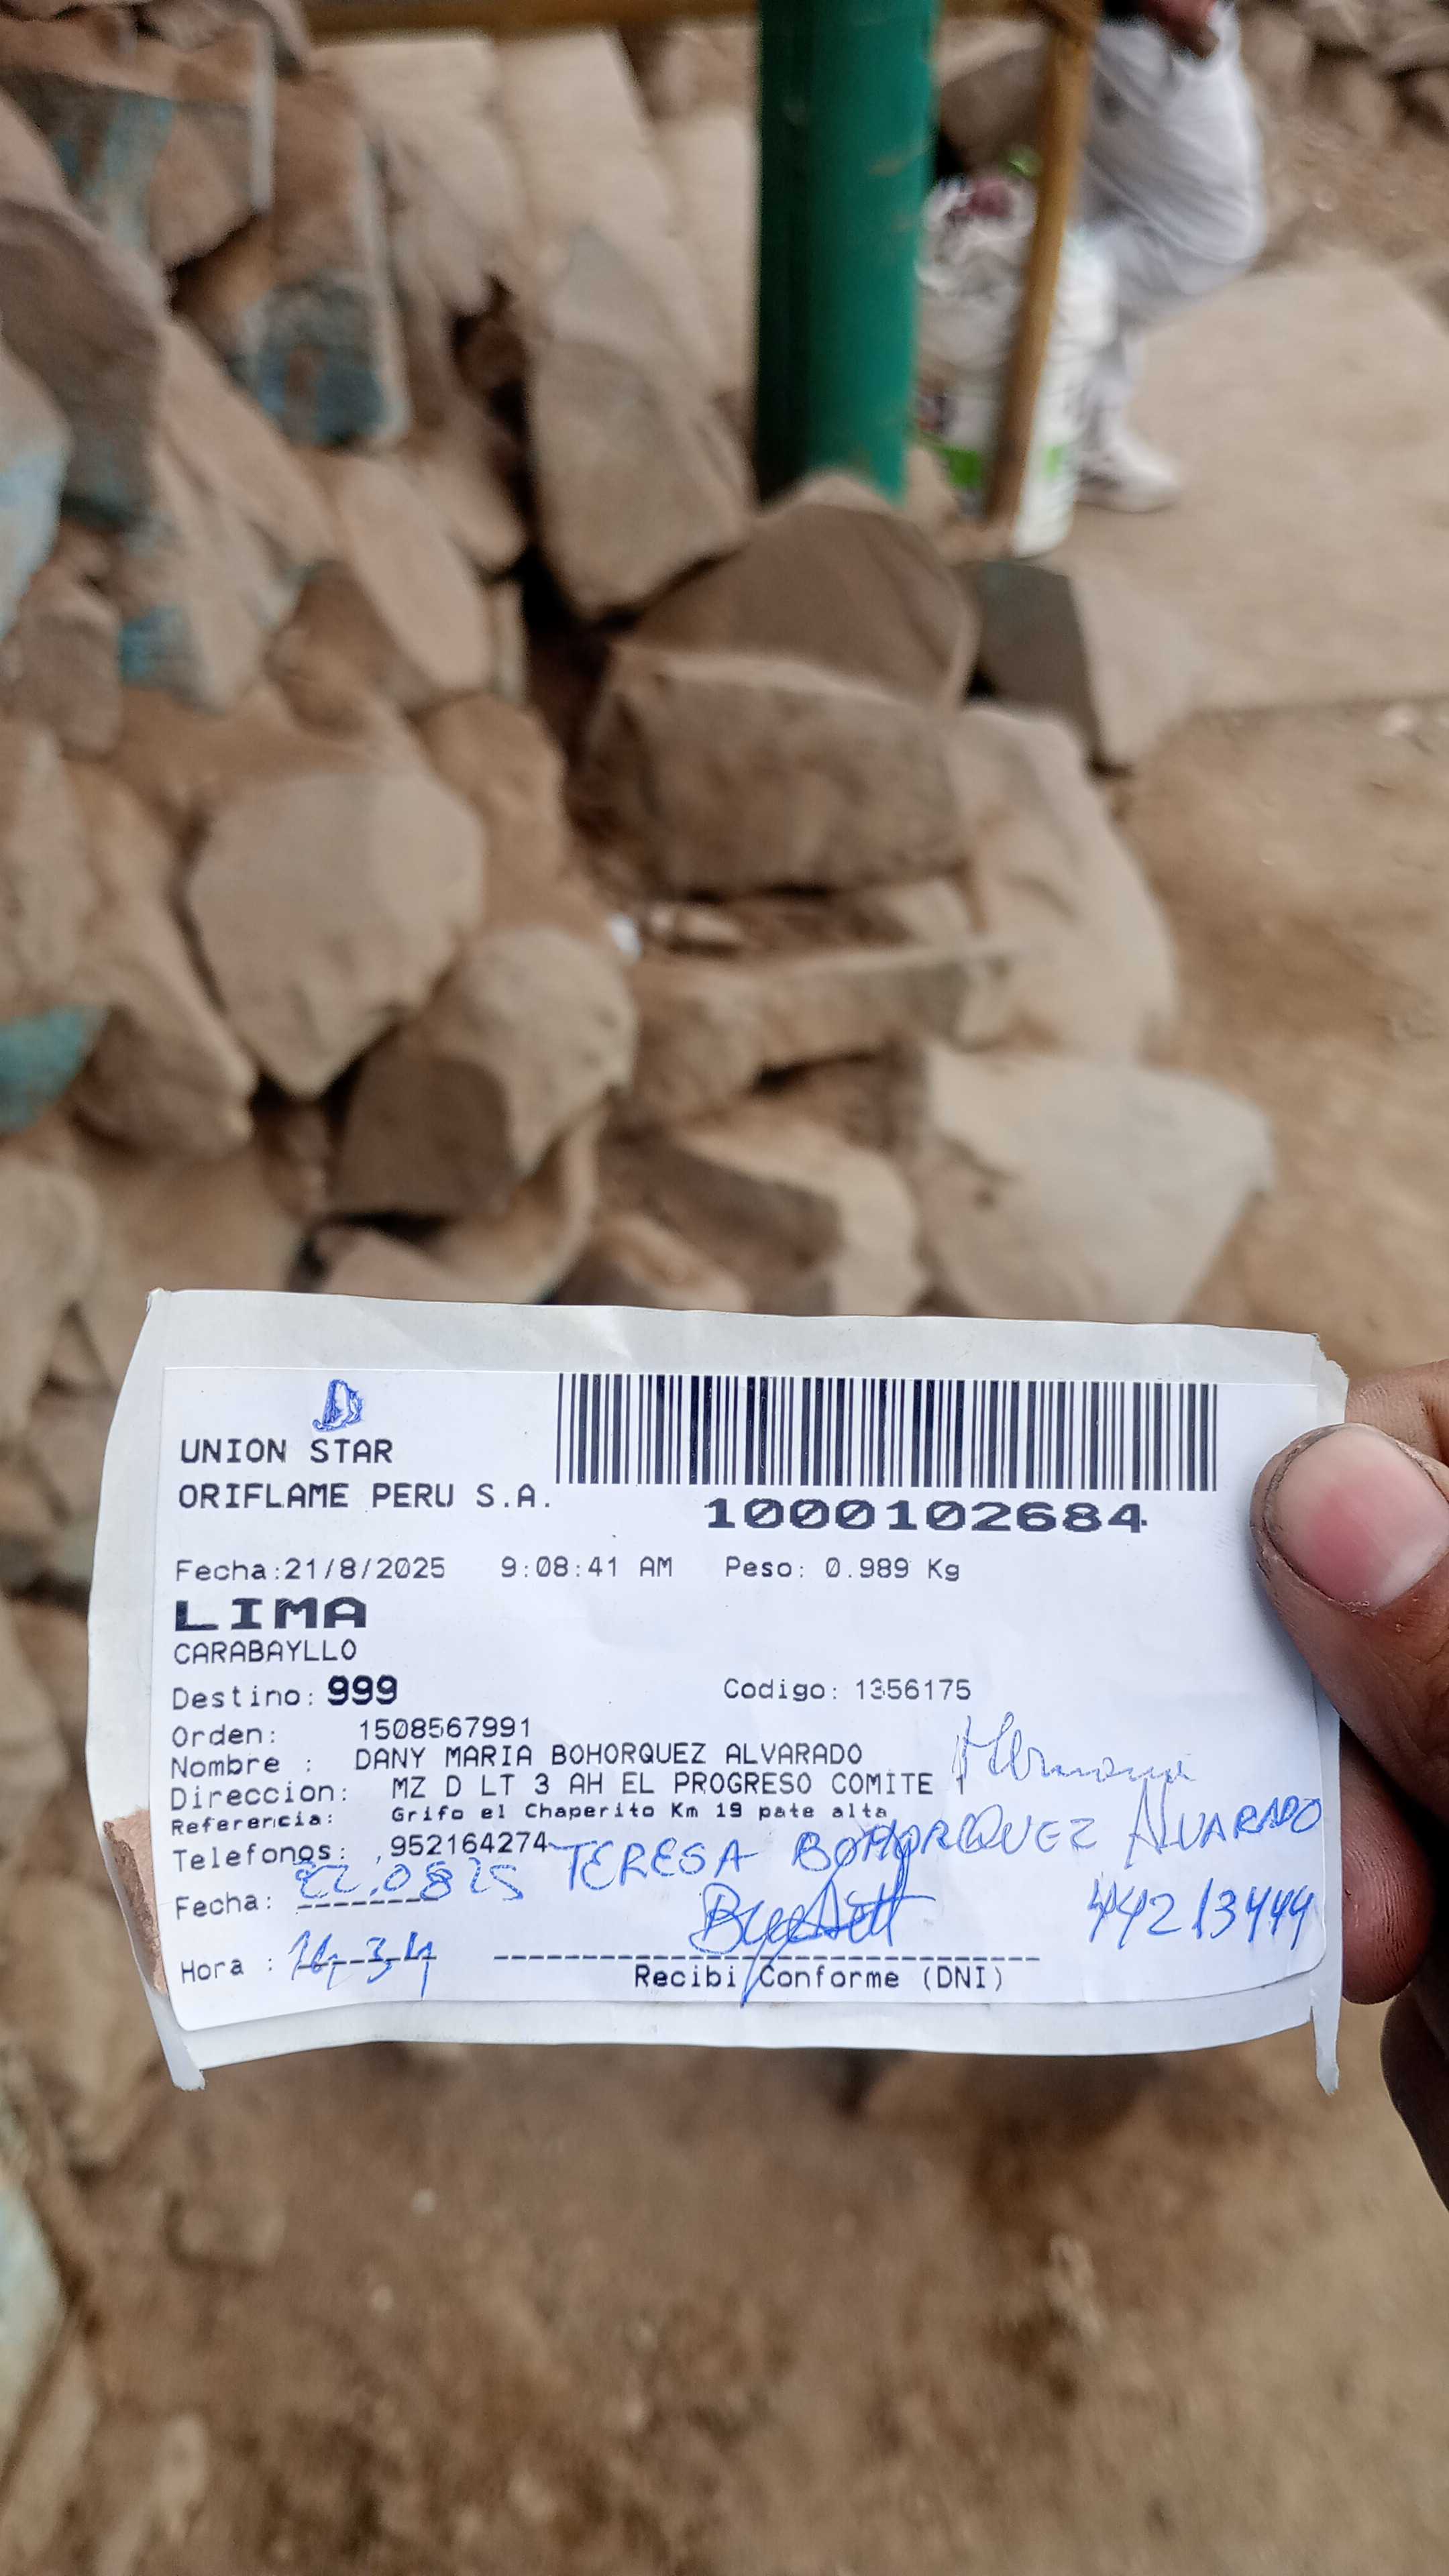 UNION STAR
ORIFLAME PERU S.A.
1000102684
Fecha:21/8/2025 9:08:41 AM Peso: 0.989 Kg
LIMA
CARABAYLLO
Destino: 999 Codigo: 1356175
Orden: 1508567991
Nombre : DANY MARIA BOHORQUEZ ALVARADO
Hermana
Direccion: MZ D LT 3 AH EL PROGRESO COMITE 1
Referencia: Grifo el Chaperito Km 19 pate alta
Telefonos: ,952164274
TERESA BOHORQUEZ ALVARADO
Fecha: 22.08 25
44213444
Hora :
Recibi Conforme (DNI)